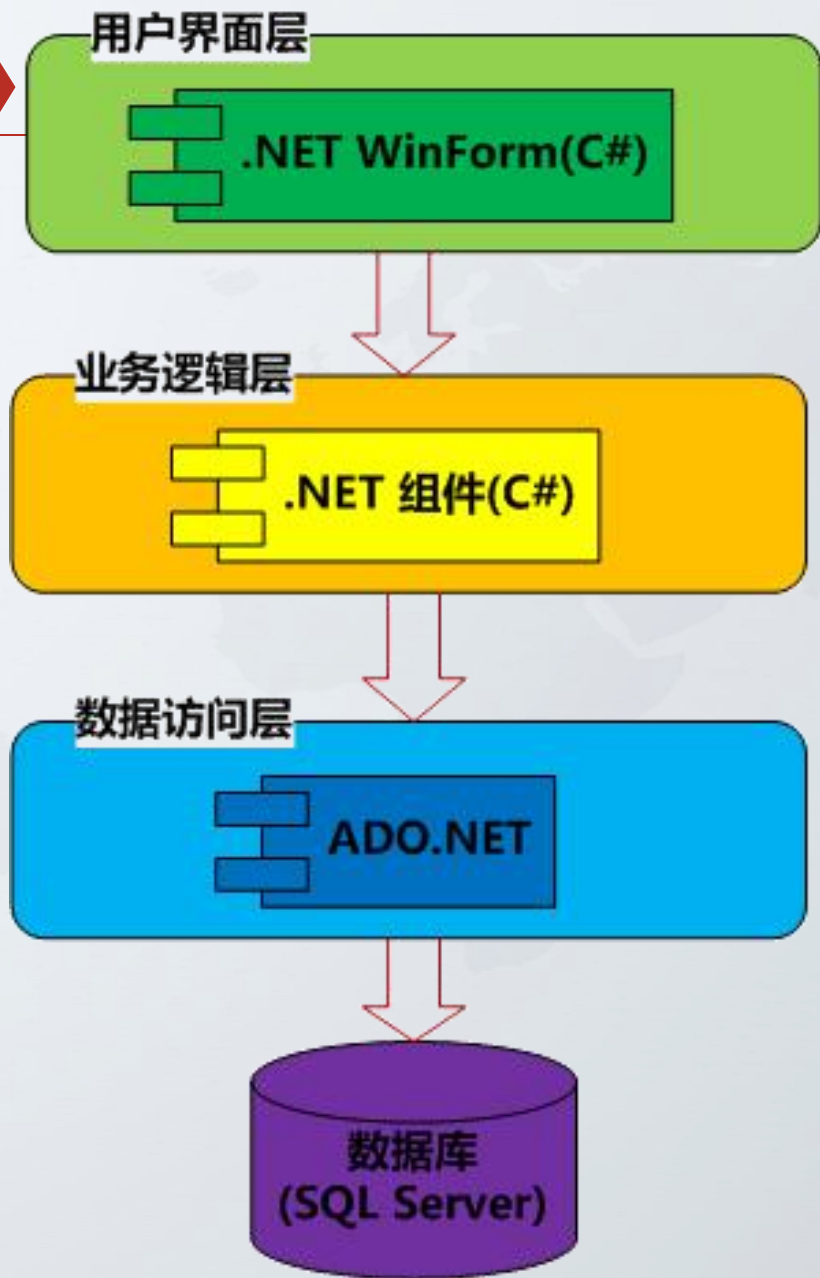 用户界面层
.NET WinForm(C#)
业务逻辑层
.NET 组件(C#)
数据访问层
ADO.NET
数据库
(SQL Server)